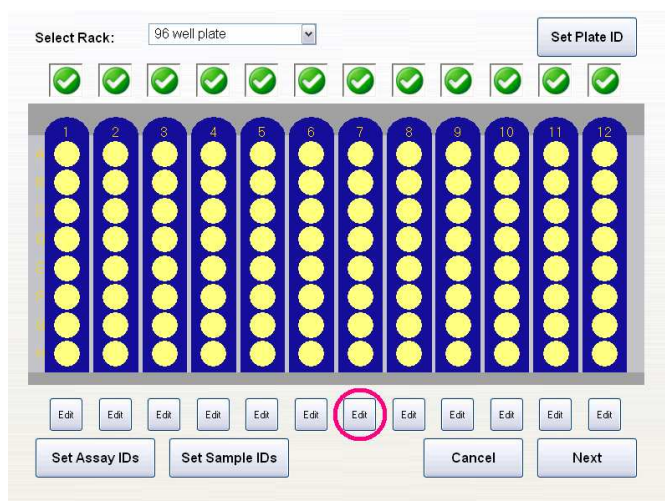 Select Rack: 96 well plate Set Plate ID
1 2 3 4 5 6 7 8 9 10 11 12
Edit Edit Edit Edit Edit Edit Edit Edit Edit Edit Edit Edit
Set Assay IDs Set Sample IDs Cancel Next